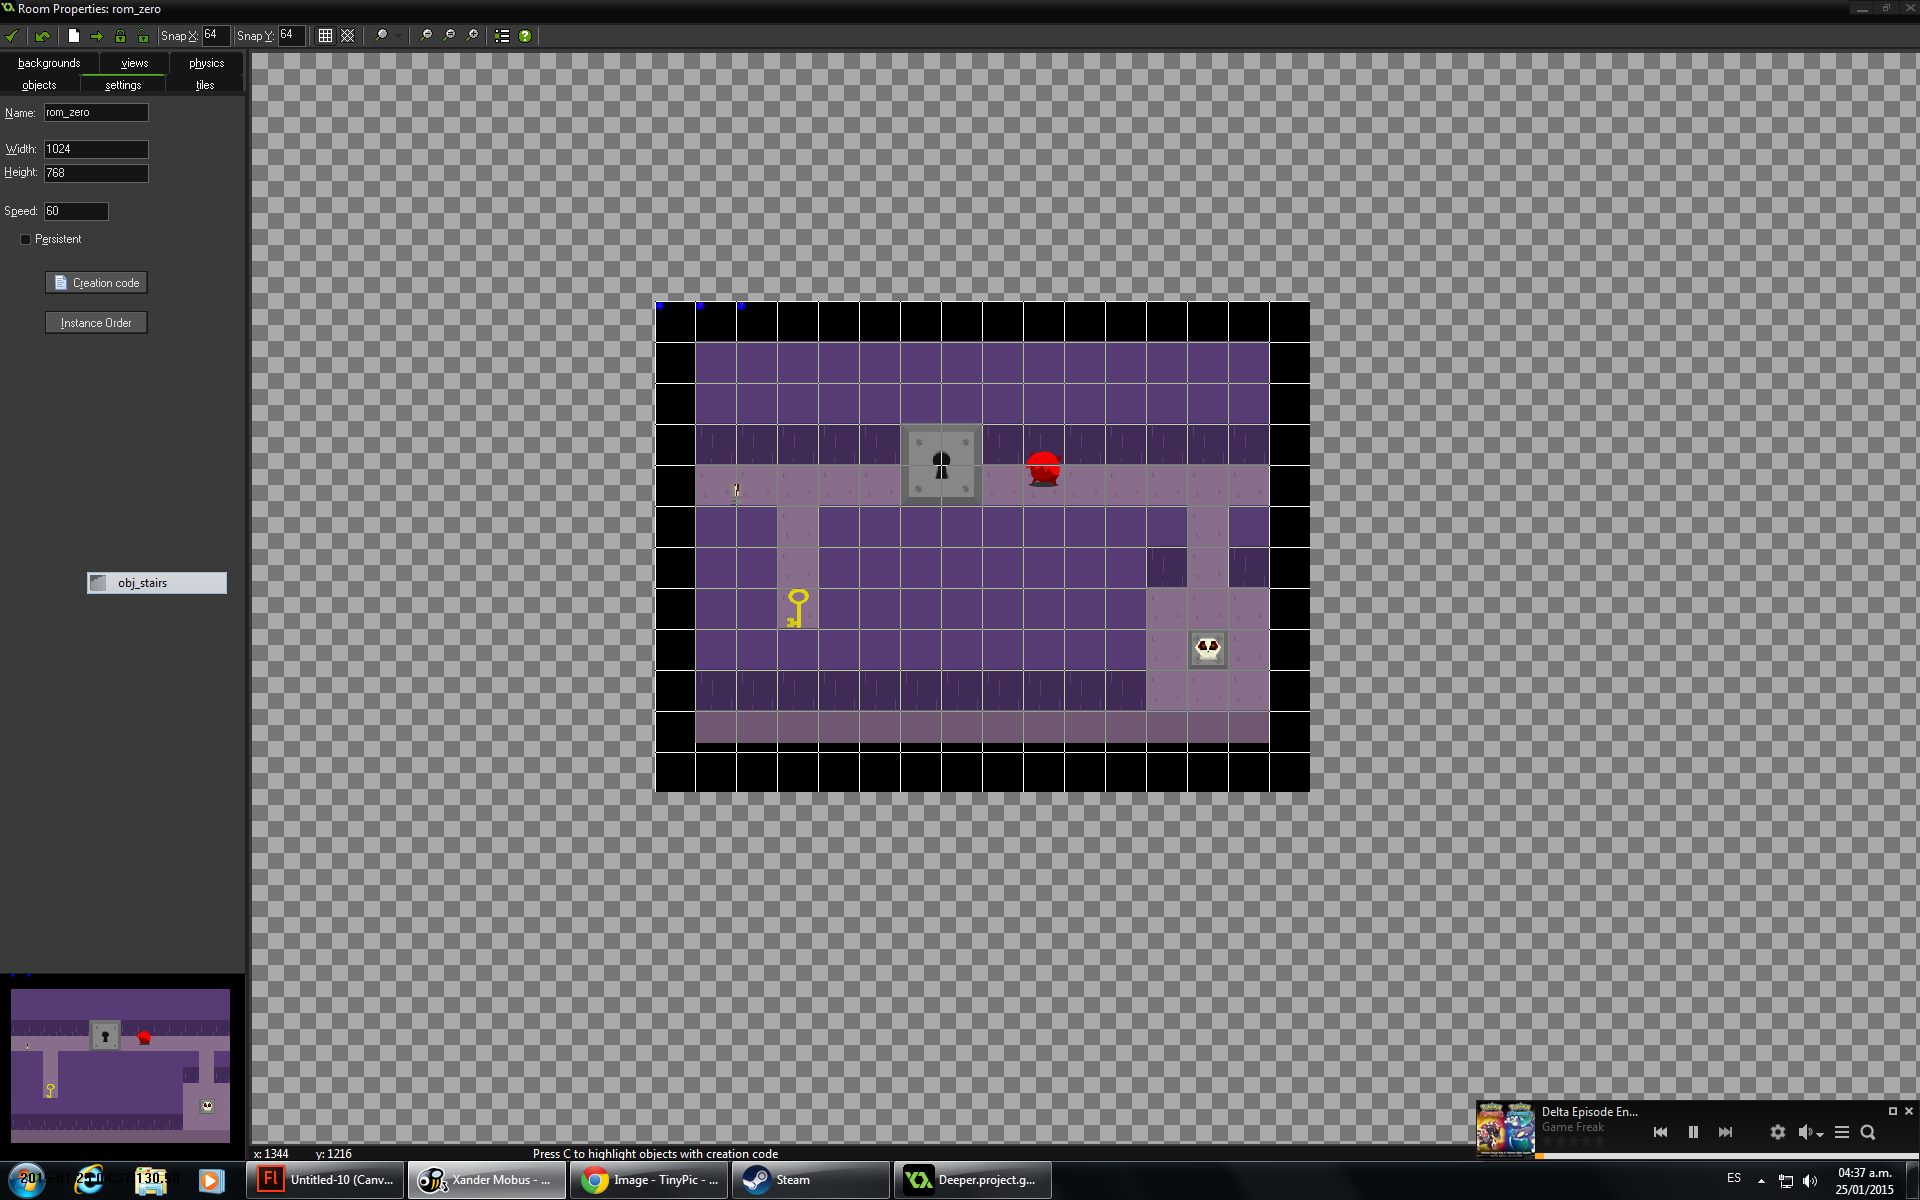 Room Properties: rom_zero
Snap X: 64 Snap Y: 64
backgrounds views physics
objects settings tiles
Name: rom_zero
Width: 1024
Height: 768
Speed: 60
Persistent
Creation code
Instance Order
obj_stairs
Delta Episode En...
Game Freak
x: 1344 y: 1216 Press C to highlight objects with creation code
Untitled-10 (Canv... Xander Mobus - ... Image - TinyPic - ... Steam Deeper.project.g... ES 04:37 a.m.
25/01/2015